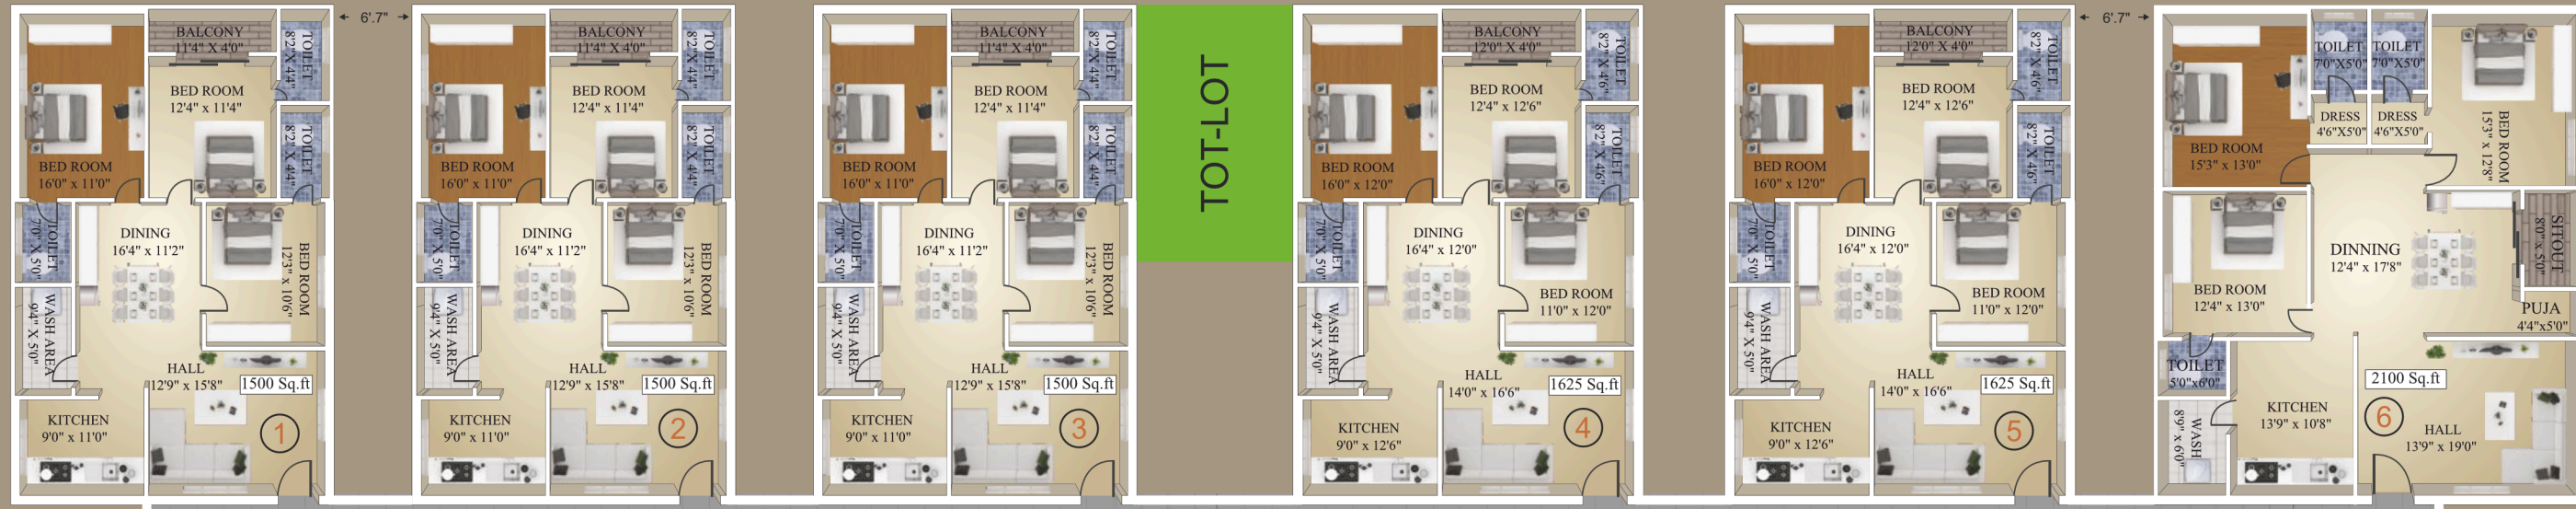 BALCONY
11'4" X 4'0"
TOILET
8'2" X 4'4"
BED ROOM
12'4" x 11'4"
TOILET
8'2" X 4'4"
BED ROOM
16'0" x 11'0"
TOILET
7'0" X 5'0"
DINING
16'4" x 11'2"
BED ROOM
12'3" x 10'6"
WASH AREA
9'4" X 5'0"
HALL
12'9" x 15'8"
1500 Sq.ft
KITCHEN
9'0" x 11'0"
1
6'.7"
BALCONY
11'4" X 4'0"
TOILET
8'2" X 4'4"
BED ROOM
12'4" x 11'4"
TOILET
8'2" X 4'4"
BED ROOM
16'0" x 11'0"
TOILET
7'0" X 5'0"
DINING
16'4" x 11'2"
BED ROOM
12'3" x 10'6"
WASH AREA
9'4" X 5'0"
HALL
12'9" x 15'8"
1500 Sq.ft
KITCHEN
9'0" x 11'0"
2
BALCONY
11'4" X 4'0"
TOILET
8'2" X 4'4"
BED ROOM
12'4" x 11'4"
TOILET
8'2" X 4'4"
BED ROOM
16'0" x 11'0"
TOILET
7'0" X 5'0"
DINING
16'4" x 11'2"
BED ROOM
12'3" x 10'6"
WASH AREA
9'4" X 5'0"
HALL
12'9" x 15'8"
1500 Sq.ft
KITCHEN
9'0" x 11'0"
3
TOT-LOT
BALCONY
12'0" X 4'0"
TOILET
8'2" X 4'6"
BED ROOM
12'4" x 12'6"
TOILET
8'2" X 4'6"
BED ROOM
16'0" x 12'0"
TOILET
7'0" X 5'0"
DINING
16'4" x 12'0"
BED ROOM
11'0" x 12'0"
WASH AREA
9'4" X 5'0"
HALL
14'0" x 16'6"
1625 Sq.ft
KITCHEN
9'0" x 12'6"
4
BALCONY
12'0" X 4'0"
TOILET
8'2" X 4'6"
BED ROOM
12'4" x 12'6"
TOILET
8'2" X 4'6"
BED ROOM
16'0" x 12'0"
TOILET
7'0" X 5'0"
DINING
16'4" x 12'0"
BED ROOM
11'0" x 12'0"
WASH AREA
9'4" X 5'0"
HALL
14'0" x 16'6"
1625 Sq.ft
KITCHEN
9'0" x 12'6"
5
6'.7"
TOILET
7'0"X5'0"
TOILET
7'0"X5'0"
DRESS
4'6"X5'0"
DRESS
4'6"X5'0"
BED ROOM
15'3" x 12'8"
BED ROOM
15'3" x 13'0"
SITOUT
8'0" x 5'0"
DINNING
12'4" x 17'8"
BED ROOM
12'4" x 13'0"
PUJA
4'4"x5'0"
TOILET
5'0"x6'0"
2100 Sq.ft
KITCHEN
13'9" x 10'8"
6
HALL
13'9" x 19'0"
WASH
8'9" x 6'0"